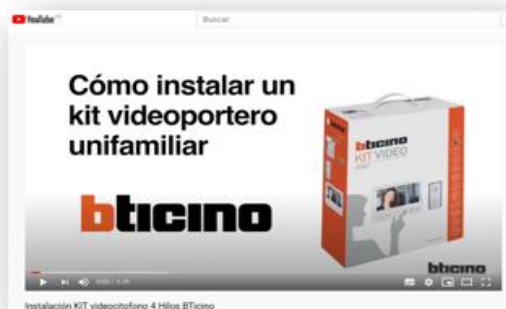 YouTube
Buscar
Cómo instalar un
kit videoportero
unifamiliar
bticino
bticino
KIT VIDEO
bticino
Instalación KIT videocitofono 4 Hilos BTicino